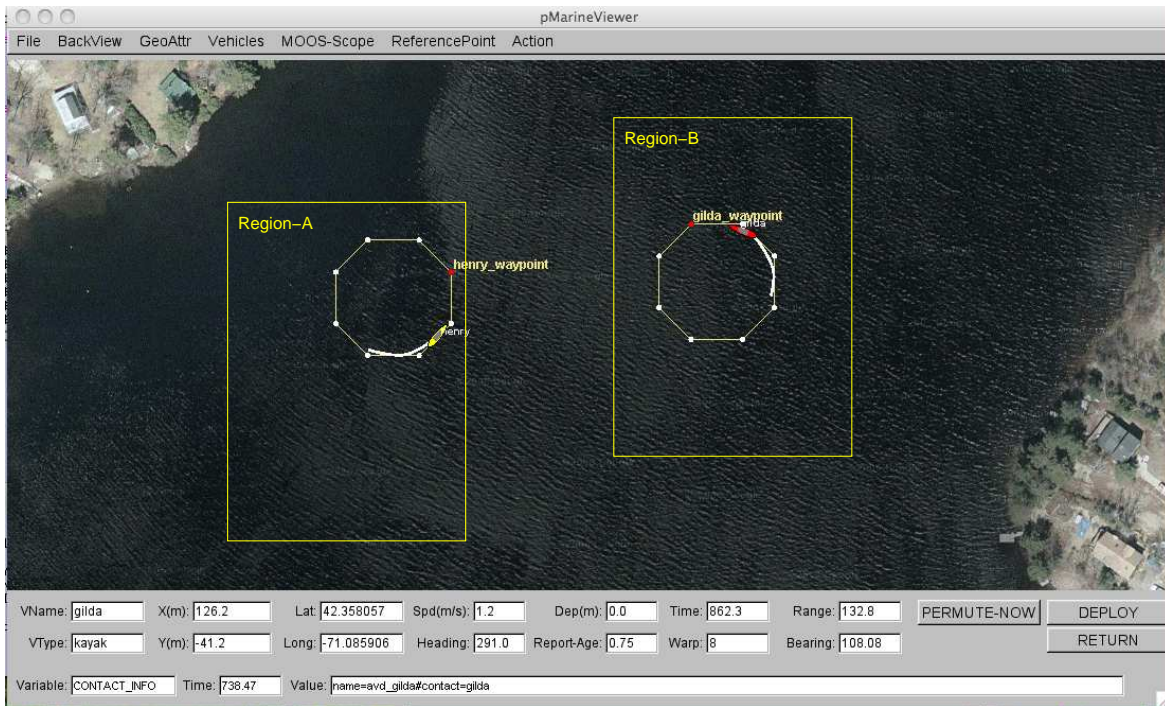 pMarineViewer
File BackView GeoAttr Vehicles MOOS-Scope ReferencePoint Action
Region-B
gilda_waypoint
gilda
Region-A
henry_waypoint
henry
VName: gilda X(m): 126.2 Lat: 42.358057 Spd(m/s): 1.2 Dep(m): 0.0 Time: 862.3 Range: 132.8 PERMUTE-NOW DEPLOY
VType: kayak Y(m): -41.2 Long: -71.085906 Heading: 291.0 Report-Age: 0.75 Warp: 8 Bearing: 108.08 RETURN
Variable: CONTACT_INFO Time: 738.47 Value: name=avd_gilda#contact=gilda